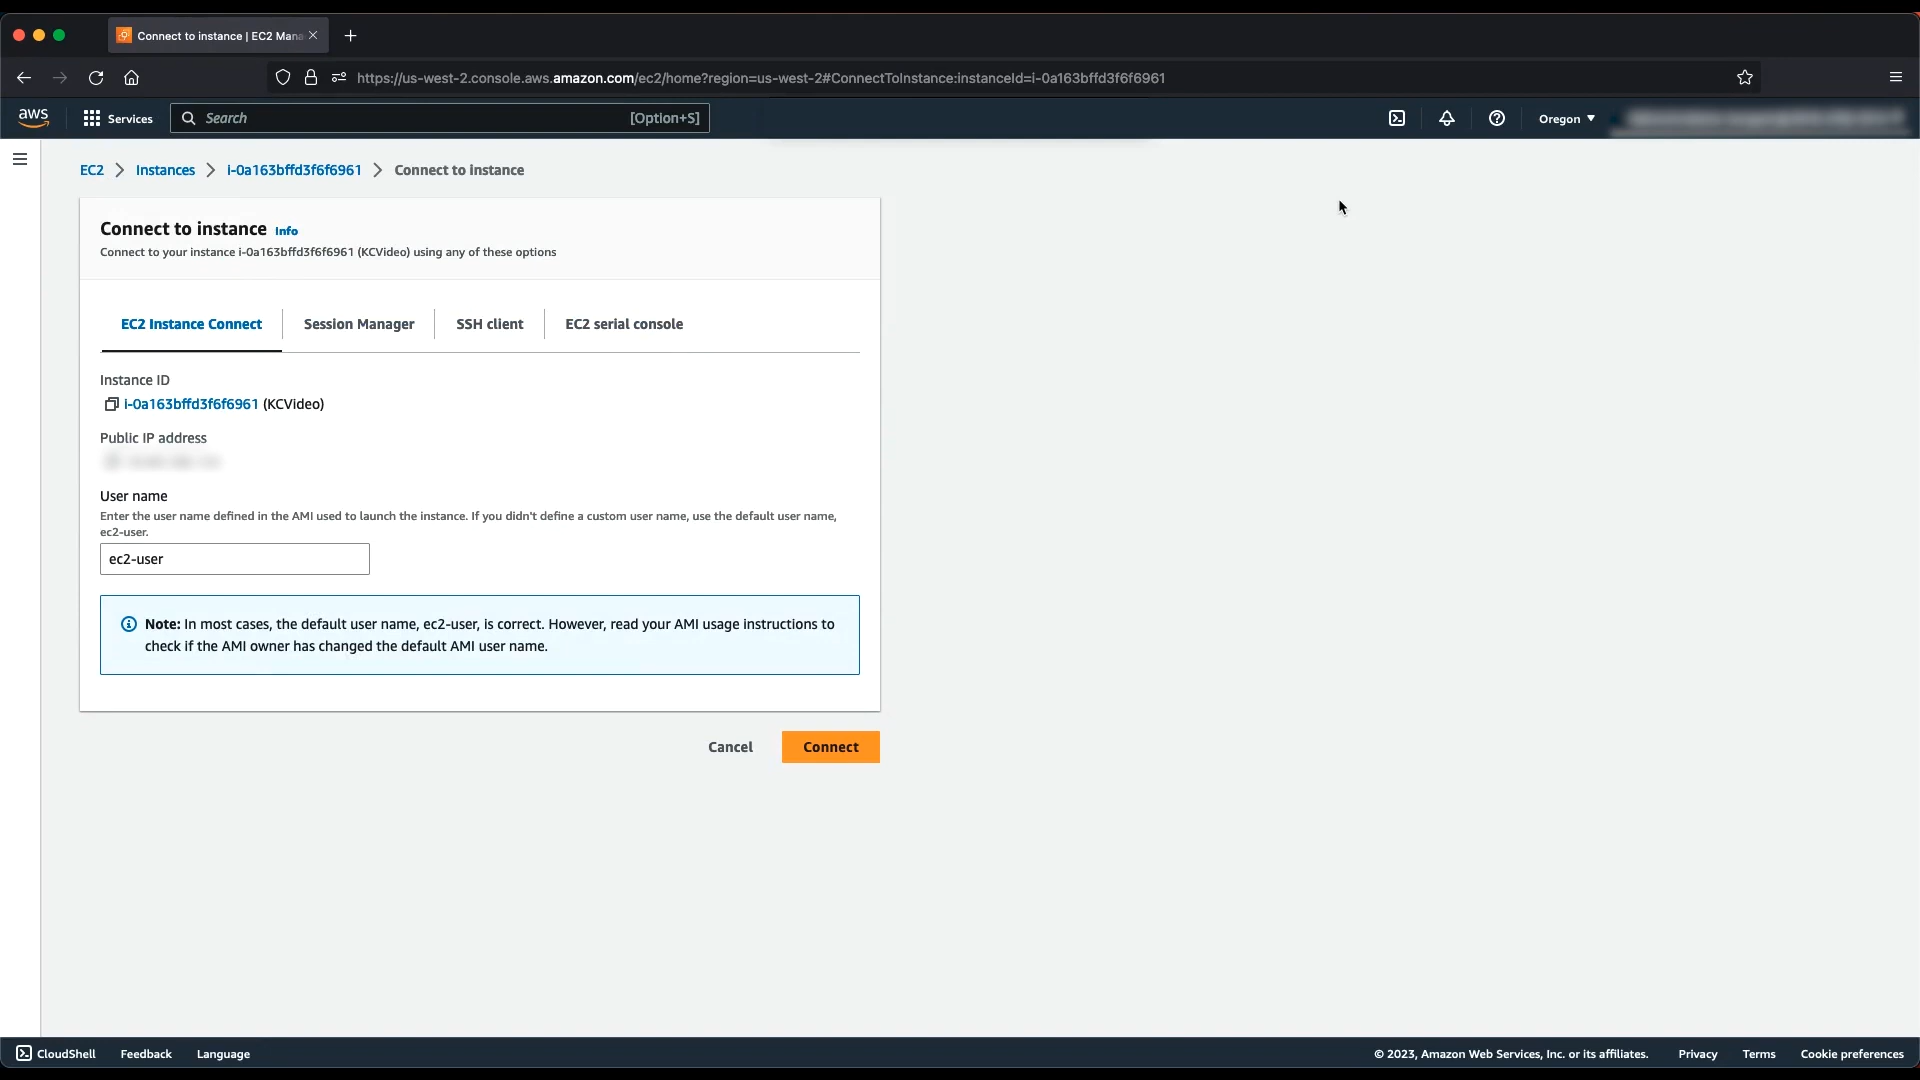 Connect to instance | EC2 Mana
https://us-west-2.console.aws.amazon.com/ec2/home?region=us-west-2#ConnectToInstance:instanceId=i-0a163bffd3f6f6961
aws
Services
Search
[Option+S]
Oregon
EC2
Instances
i-0a163bffd3f6f6961
Connect to instance
Connect to instance Info
Connect to your instance i-0a163bffd3f6f6961 (KCVideo) using any of these options
EC2 Instance Connect
Session Manager
SSH client
EC2 serial console
Instance ID
i-0a163bffd3f6f6961 (KCVideo)
Public IP address
User name
Enter the user name defined in the AMI used to launch the instance. If you didn't define a custom user name, use the default user name,
ec2-user.
ec2-user
Note: In most cases, the default user name, ec2-user, is correct. However, read your AMI usage instructions to
check if the AMI owner has changed the default AMI user name.
Cancel
Connect
CloudShell
Feedback
Language
© 2023, Amazon Web Services, Inc. or its affiliates.
Privacy
Terms
Cookie preferences